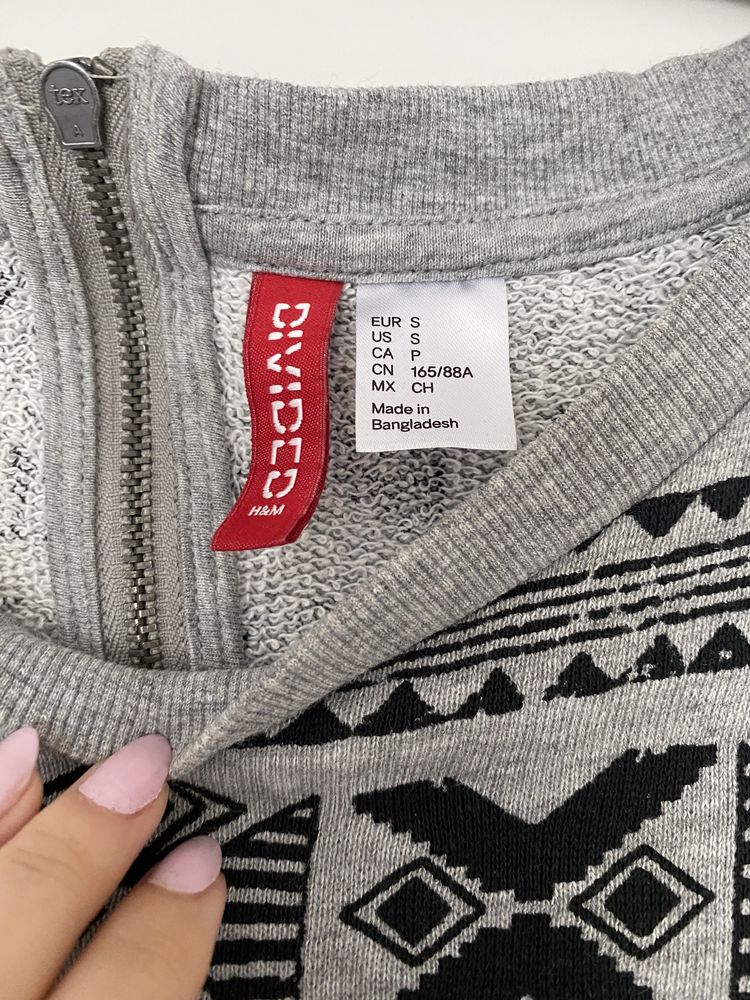 tex
A
DIVIDED
H&M
EUR S
US S
CA P
CN 165/88A
MX CH
Made in
Bangladesh